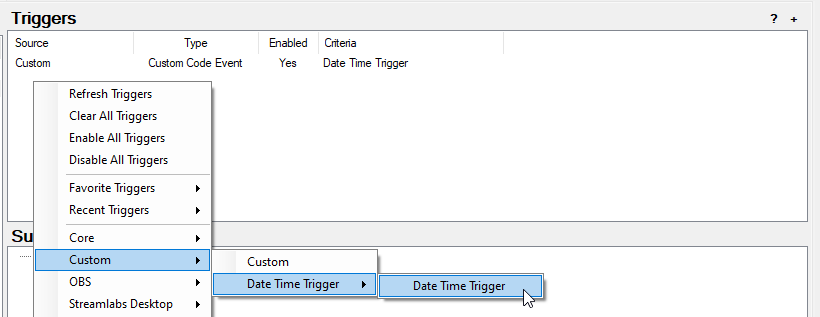 Triggers ? +
Source Type Enabled Criteria
Custom Custom Code Event Yes Date Time Trigger
Refresh Triggers
Clear All Triggers
Enable All Triggers
Disable All Triggers
Favorite Triggers
Recent Triggers
Core
Su
Custom
OBS
Streamlabs Desktop
Custom
Date Time Trigger
Date Time Trigger